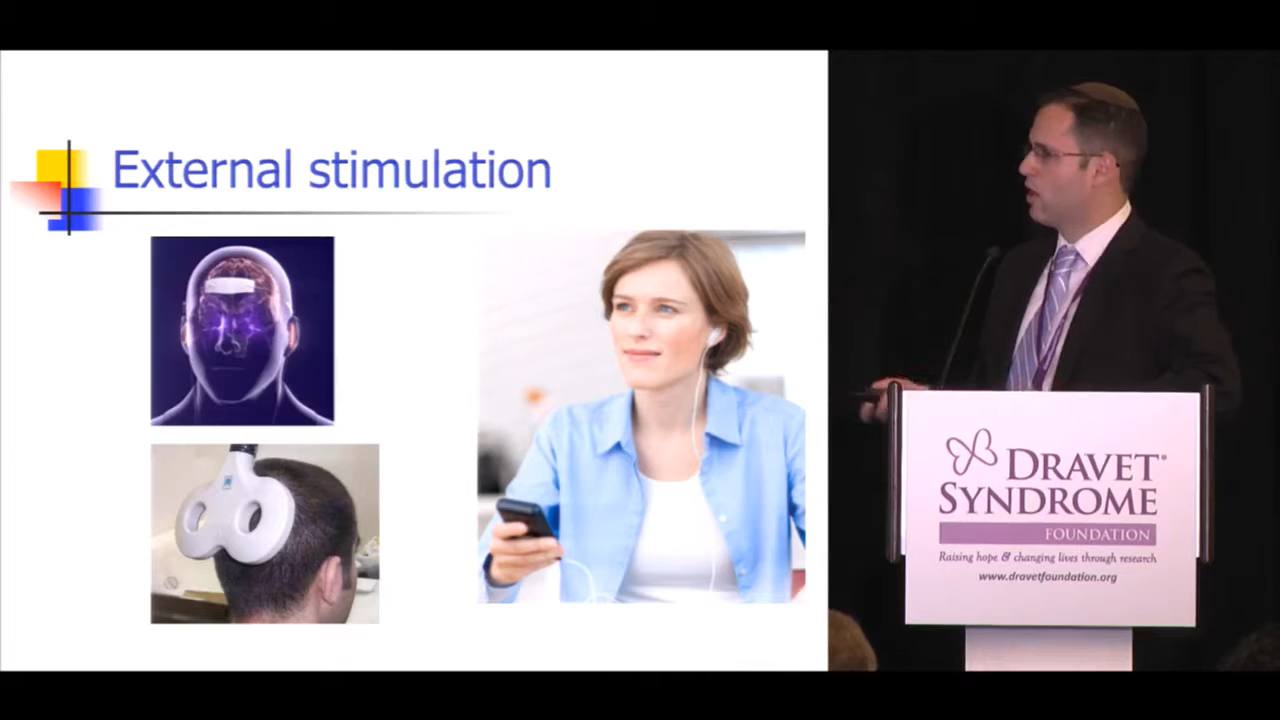 External stimulation
DRAVET®
SYNDROME
FOUNDATION
Raising hope & changing lives through research
www.dravetfoundation.org